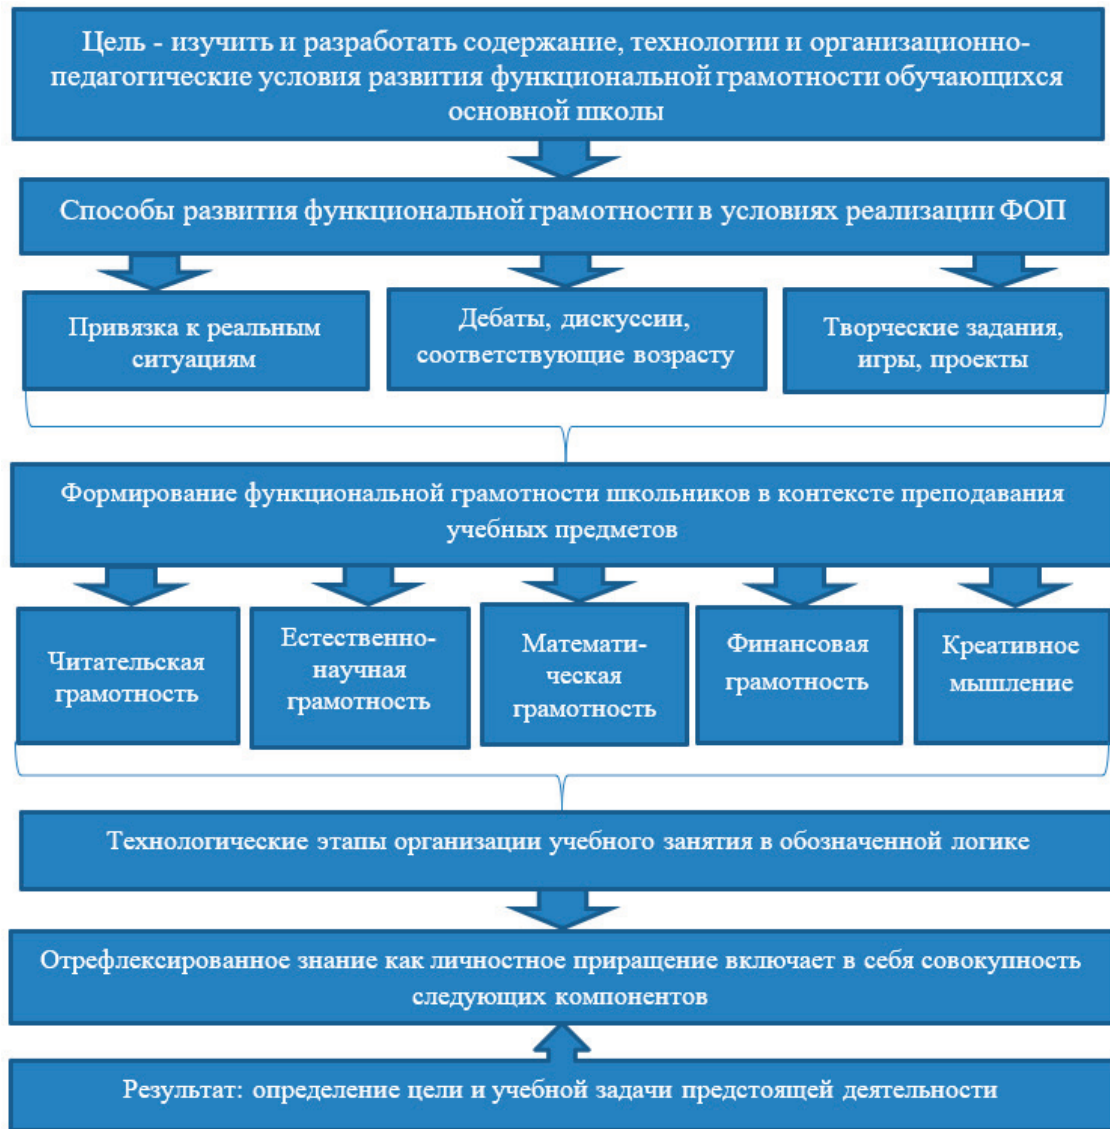 Цель - изучить и разработать содержание, технологии и организационно-
педагогические условия развития функциональной грамотности обучающихся
основной школы
Способы развития функциональной грамотности в условиях реализации ФОП
Привязка к реальным
ситуациям
Дебаты, дискуссии,
соответствующие возрасту
Творческие задания,
игры, проекты
Формирование функциональной грамотности школьников в контексте преподавания
учебных предметов
Читательская
грамотность
Естественно-
научная
грамотность
Математи-
ческая
грамотность
Финансовая
грамотность
Креативное
мышление
Технологические этапы организации учебного занятия в обозначенной логике
Отрефлексированное знание как личностное приращение включает в себя совокупность
следующих компонентов
Результат: определение цели и учебной задачи предстоящей деятельности